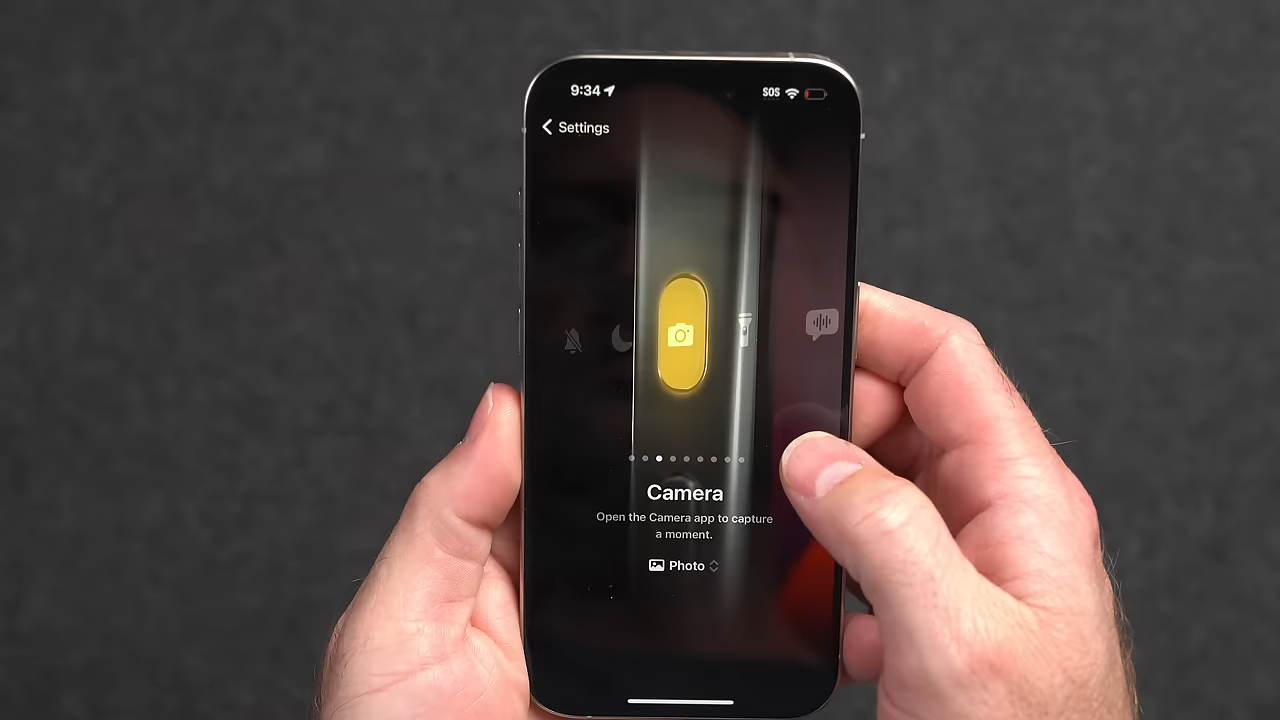 9:34
SOS
Settings
Camera
Open the Camera app to capture
a moment.
Photo